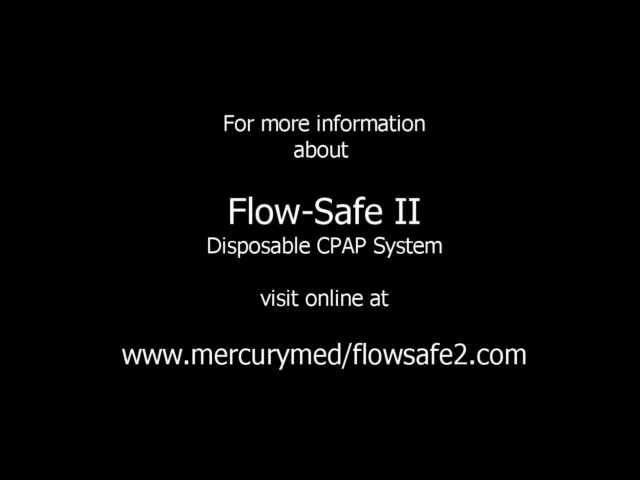 For more information
about
Flow-Safe II
Disposable CPAP System
visit online at
www.mercurymed/flowsafe2.com